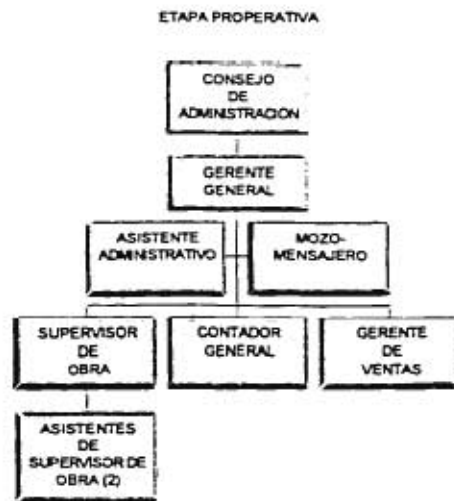 ETAPA PROPERATIVA
CONSEJO
DE
ADMINISTRACION
GERENTE
GENERAL
ASISTENTE
ADMINISTRATIVO
MOZO-
MENSAJERO
SUPERVISOR
DE
OBRA
CONTADOR
GENERAL
GERENTE
DE
VENTAS
ASISTENTES
DE
SUPERVISOR DE
OBRA (2)